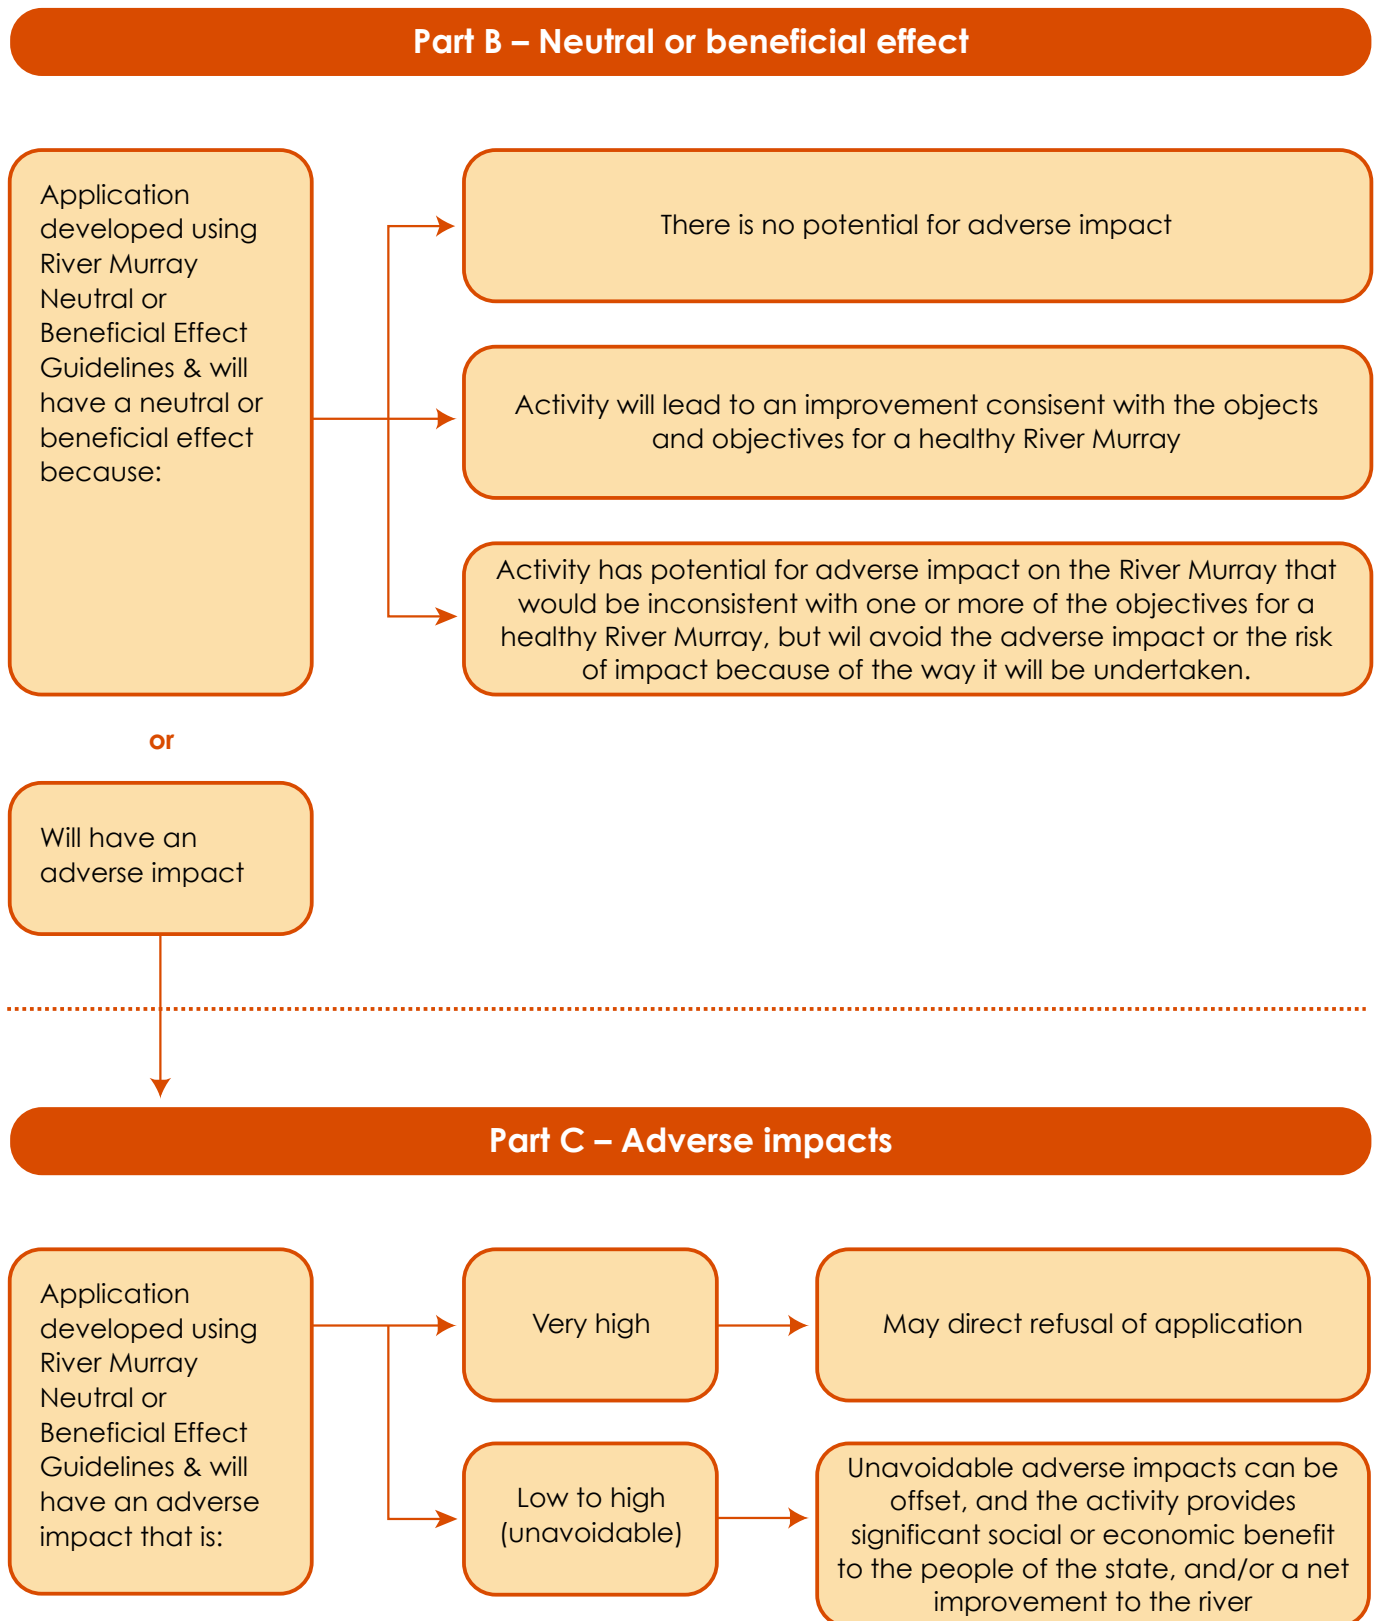 Part B – Neutral or beneficial effect
Application
developed using
River Murray
Neutral or
Beneficial Effect
Guidelines & will
have a neutral or
beneficial effect
because:
There is no potential for adverse impact
Activity will lead to an improvement consisent with the objects
and objectives for a healthy River Murray
Activity has potential for adverse impact on the River Murray that
would be inconsistent with one or more of the objectives for a
healthy River Murray, but wil avoid the adverse impact or the risk
of impact because of the way it will be undertaken.
or
Will have an
adverse impact
Part C – Adverse impacts
Application
developed using
River Murray
Neutral or
Beneficial Effect
Guidelines & will
have an adverse
impact that is:
Very high
May direct refusal of application
Low to high
(unavoidable)
Unavoidable adverse impacts can be
offset, and the activity provides
significant social or economic benefit
to the people of the state, and/or a net
improvement to the river